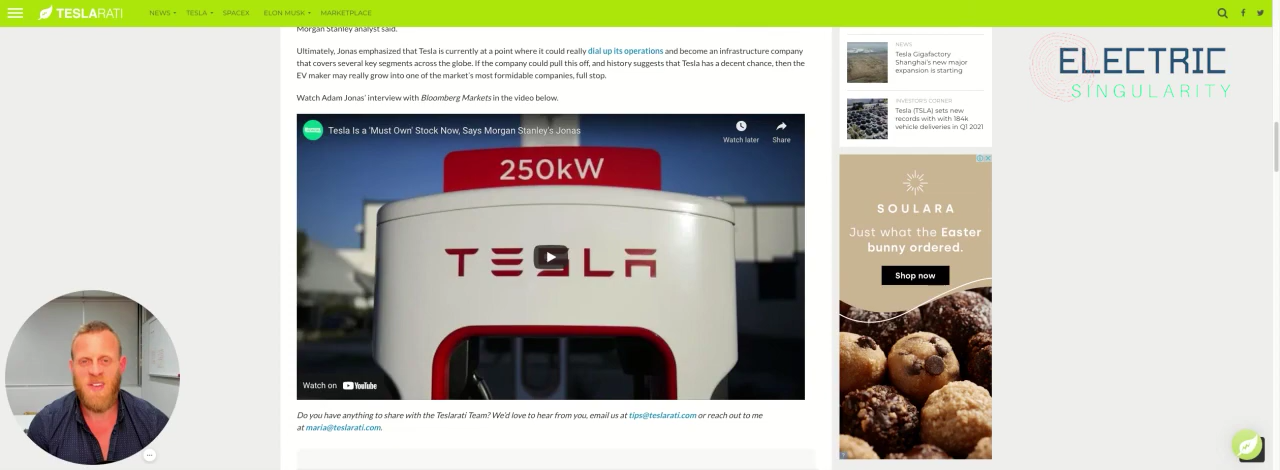 TESLARATI
NEWS
TESLA
SPACEX
ELON MUSK
MARKETPLACE
Morgan Stanley analyst said.
Ultimately, Jonas emphasized that Tesla is currently at a point where it could really dial up its operations and become an infrastructure company
that covers several key segments across the globe. If the company could pull this off, and history suggests that Tesla has a decent chance, then the
EV maker may really grow into one of the market's most formidable companies, full stop.
Watch Adam Jonas' interview with Bloomberg Markets in the video below.
Tesla Is a 'Must Own' Stock Now, Says Morgan Stanley's Jonas
Watch later
Share
250kW
TESLA
Watch on YouTube
Do you have anything to share with the Teslarati Team? We'd love to hear from you, email us at tips@teslarati.com or reach out to me
at maria@teslarati.com.
NEWS
Tesla Gigafactory
Shanghai's new major
expansion is starting
INVESTOR'S CORNER
Tesla (TSLA) sets new
records with with 184k
vehicle deliveries in Q1 2021
SOULARA
Just what the Easter
bunny ordered.
Shop now
ELECTRIC
SINGULARITY